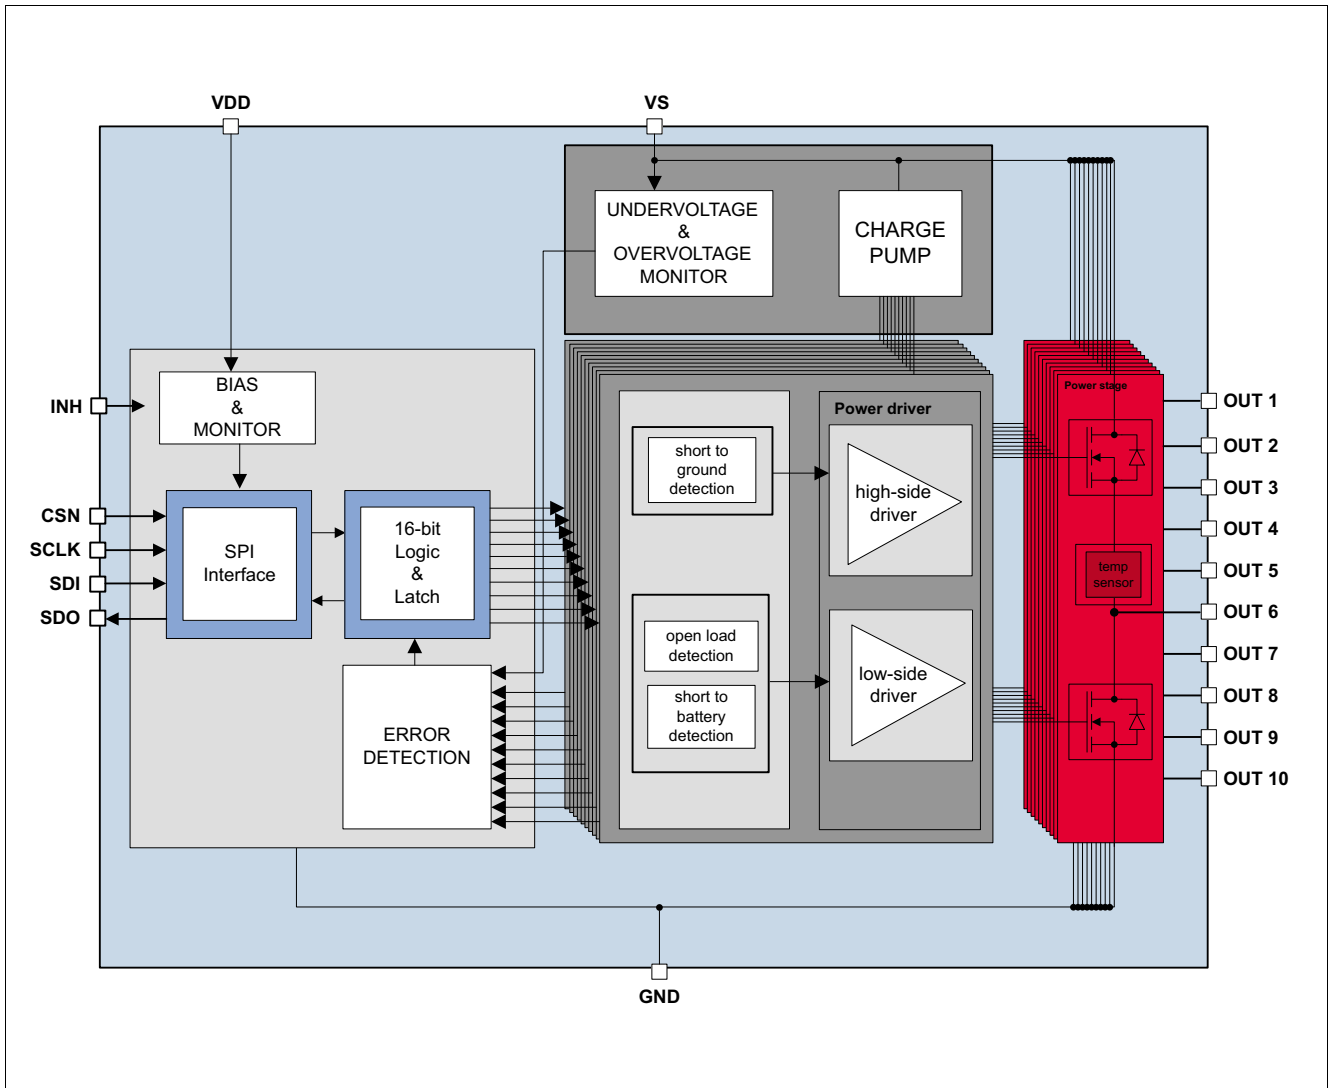 VDD
VS
UNDERVOLTAGE
&
OVERVOLTAGE
MONITOR
CHARGE
PUMP
BIAS
&
MONITOR
INH
CSN
SCLK
SDI
SDO
SPI
Interface
16-bit
Logic
&
Latch
ERROR
DETECTION
short to
ground
detection
open load
detection
short to
battery
detection
Power driver
high-side
driver
low-side
driver
Power stage
temp
sensor
OUT 1
OUT 2
OUT 3
OUT 4
OUT 5
OUT 6
OUT 7
OUT 8
OUT 9
OUT 10
GND